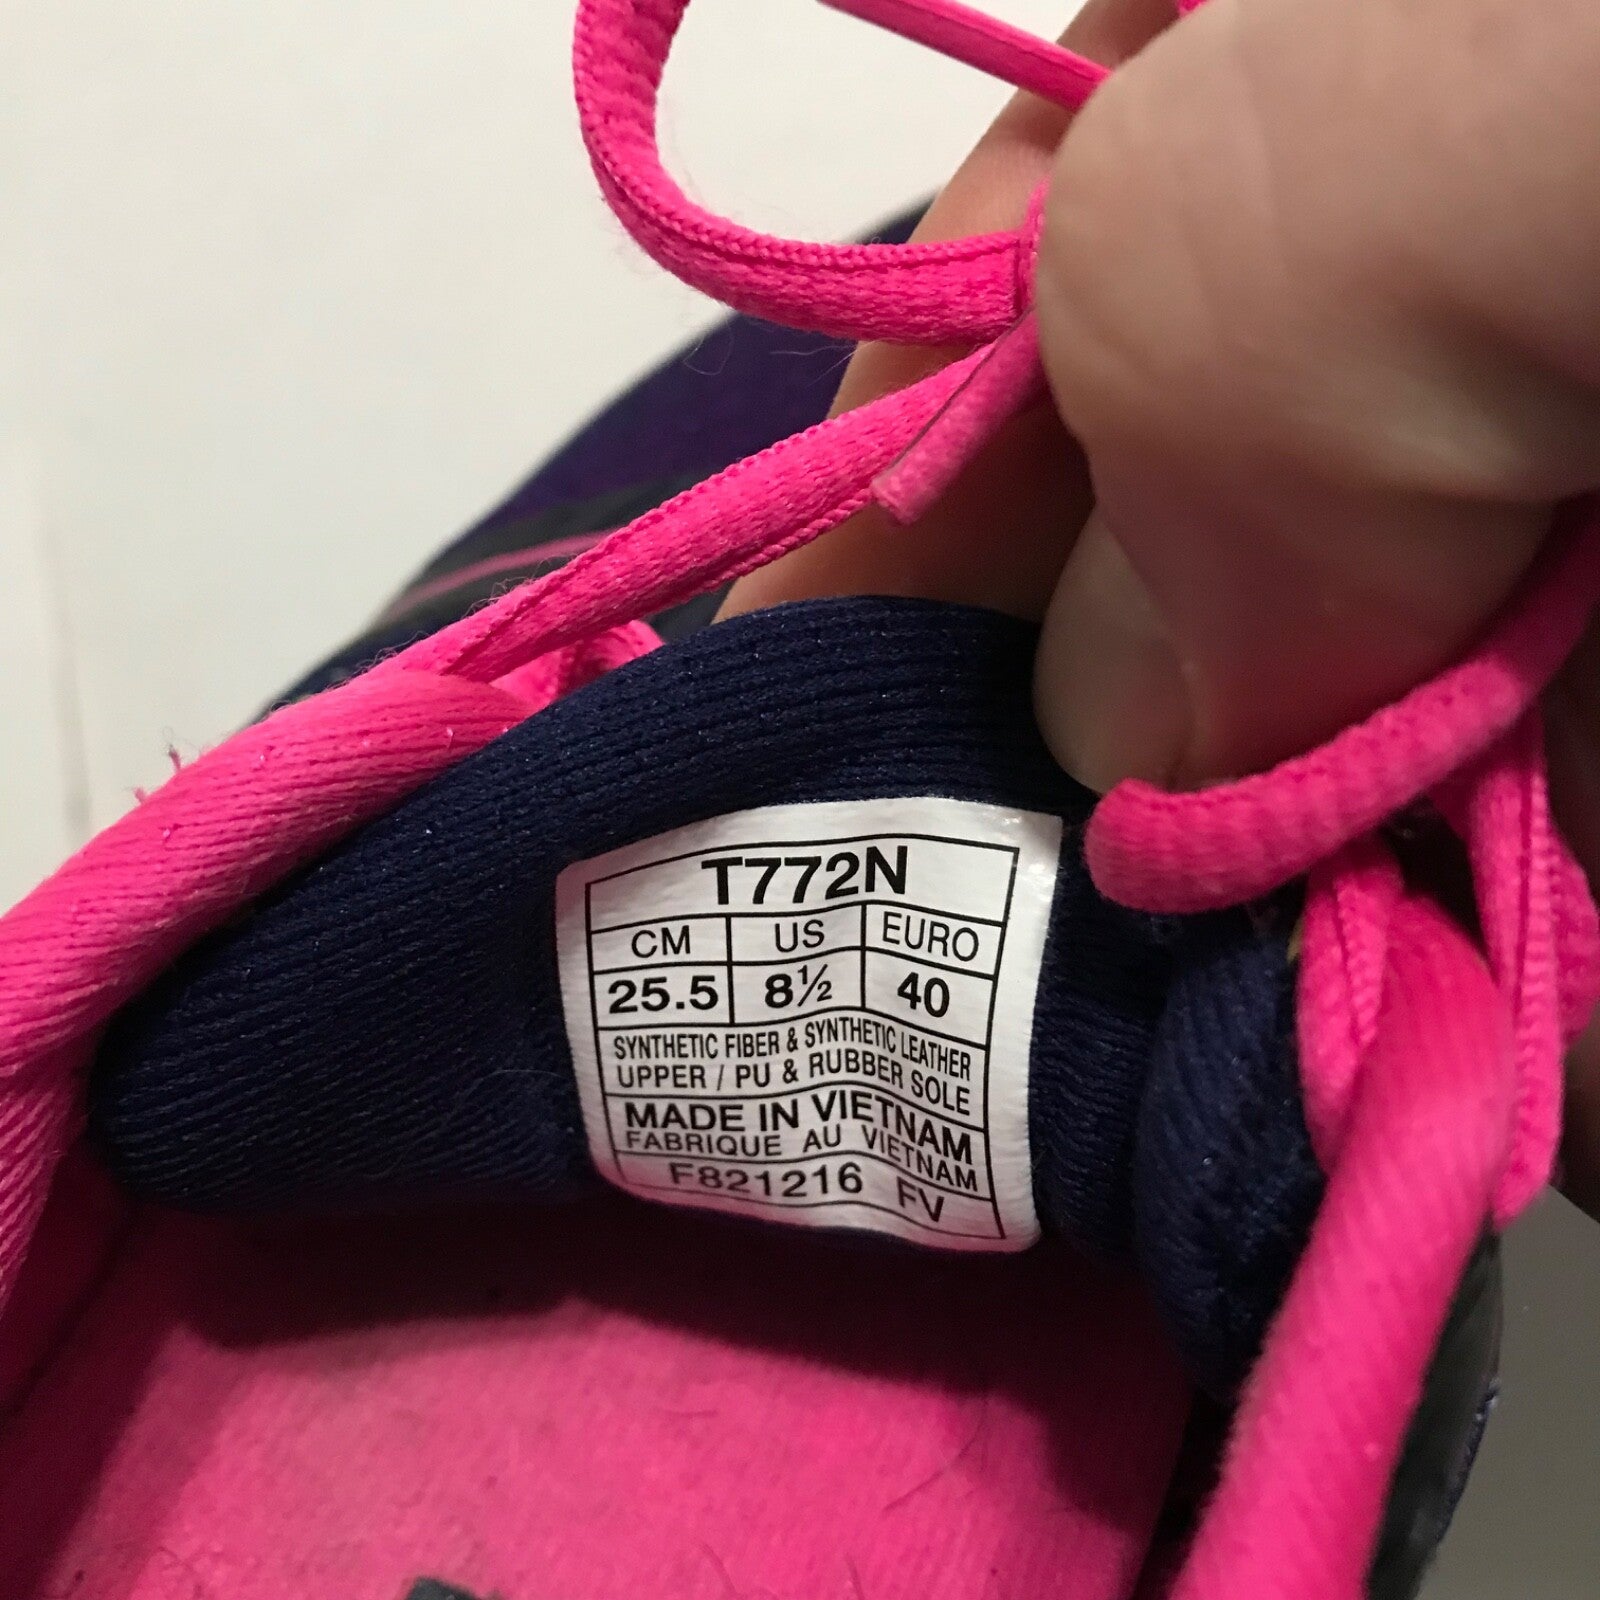 T772N
CM US EURO
25.5 8½ 40
SYNTHETIC FIBER & SYNTHETIC LEATHER
UPPER / PU & RUBBER SOLE
MADE IN VIETNAM
FABRIQUE AU VIETNAM
F821216 FV